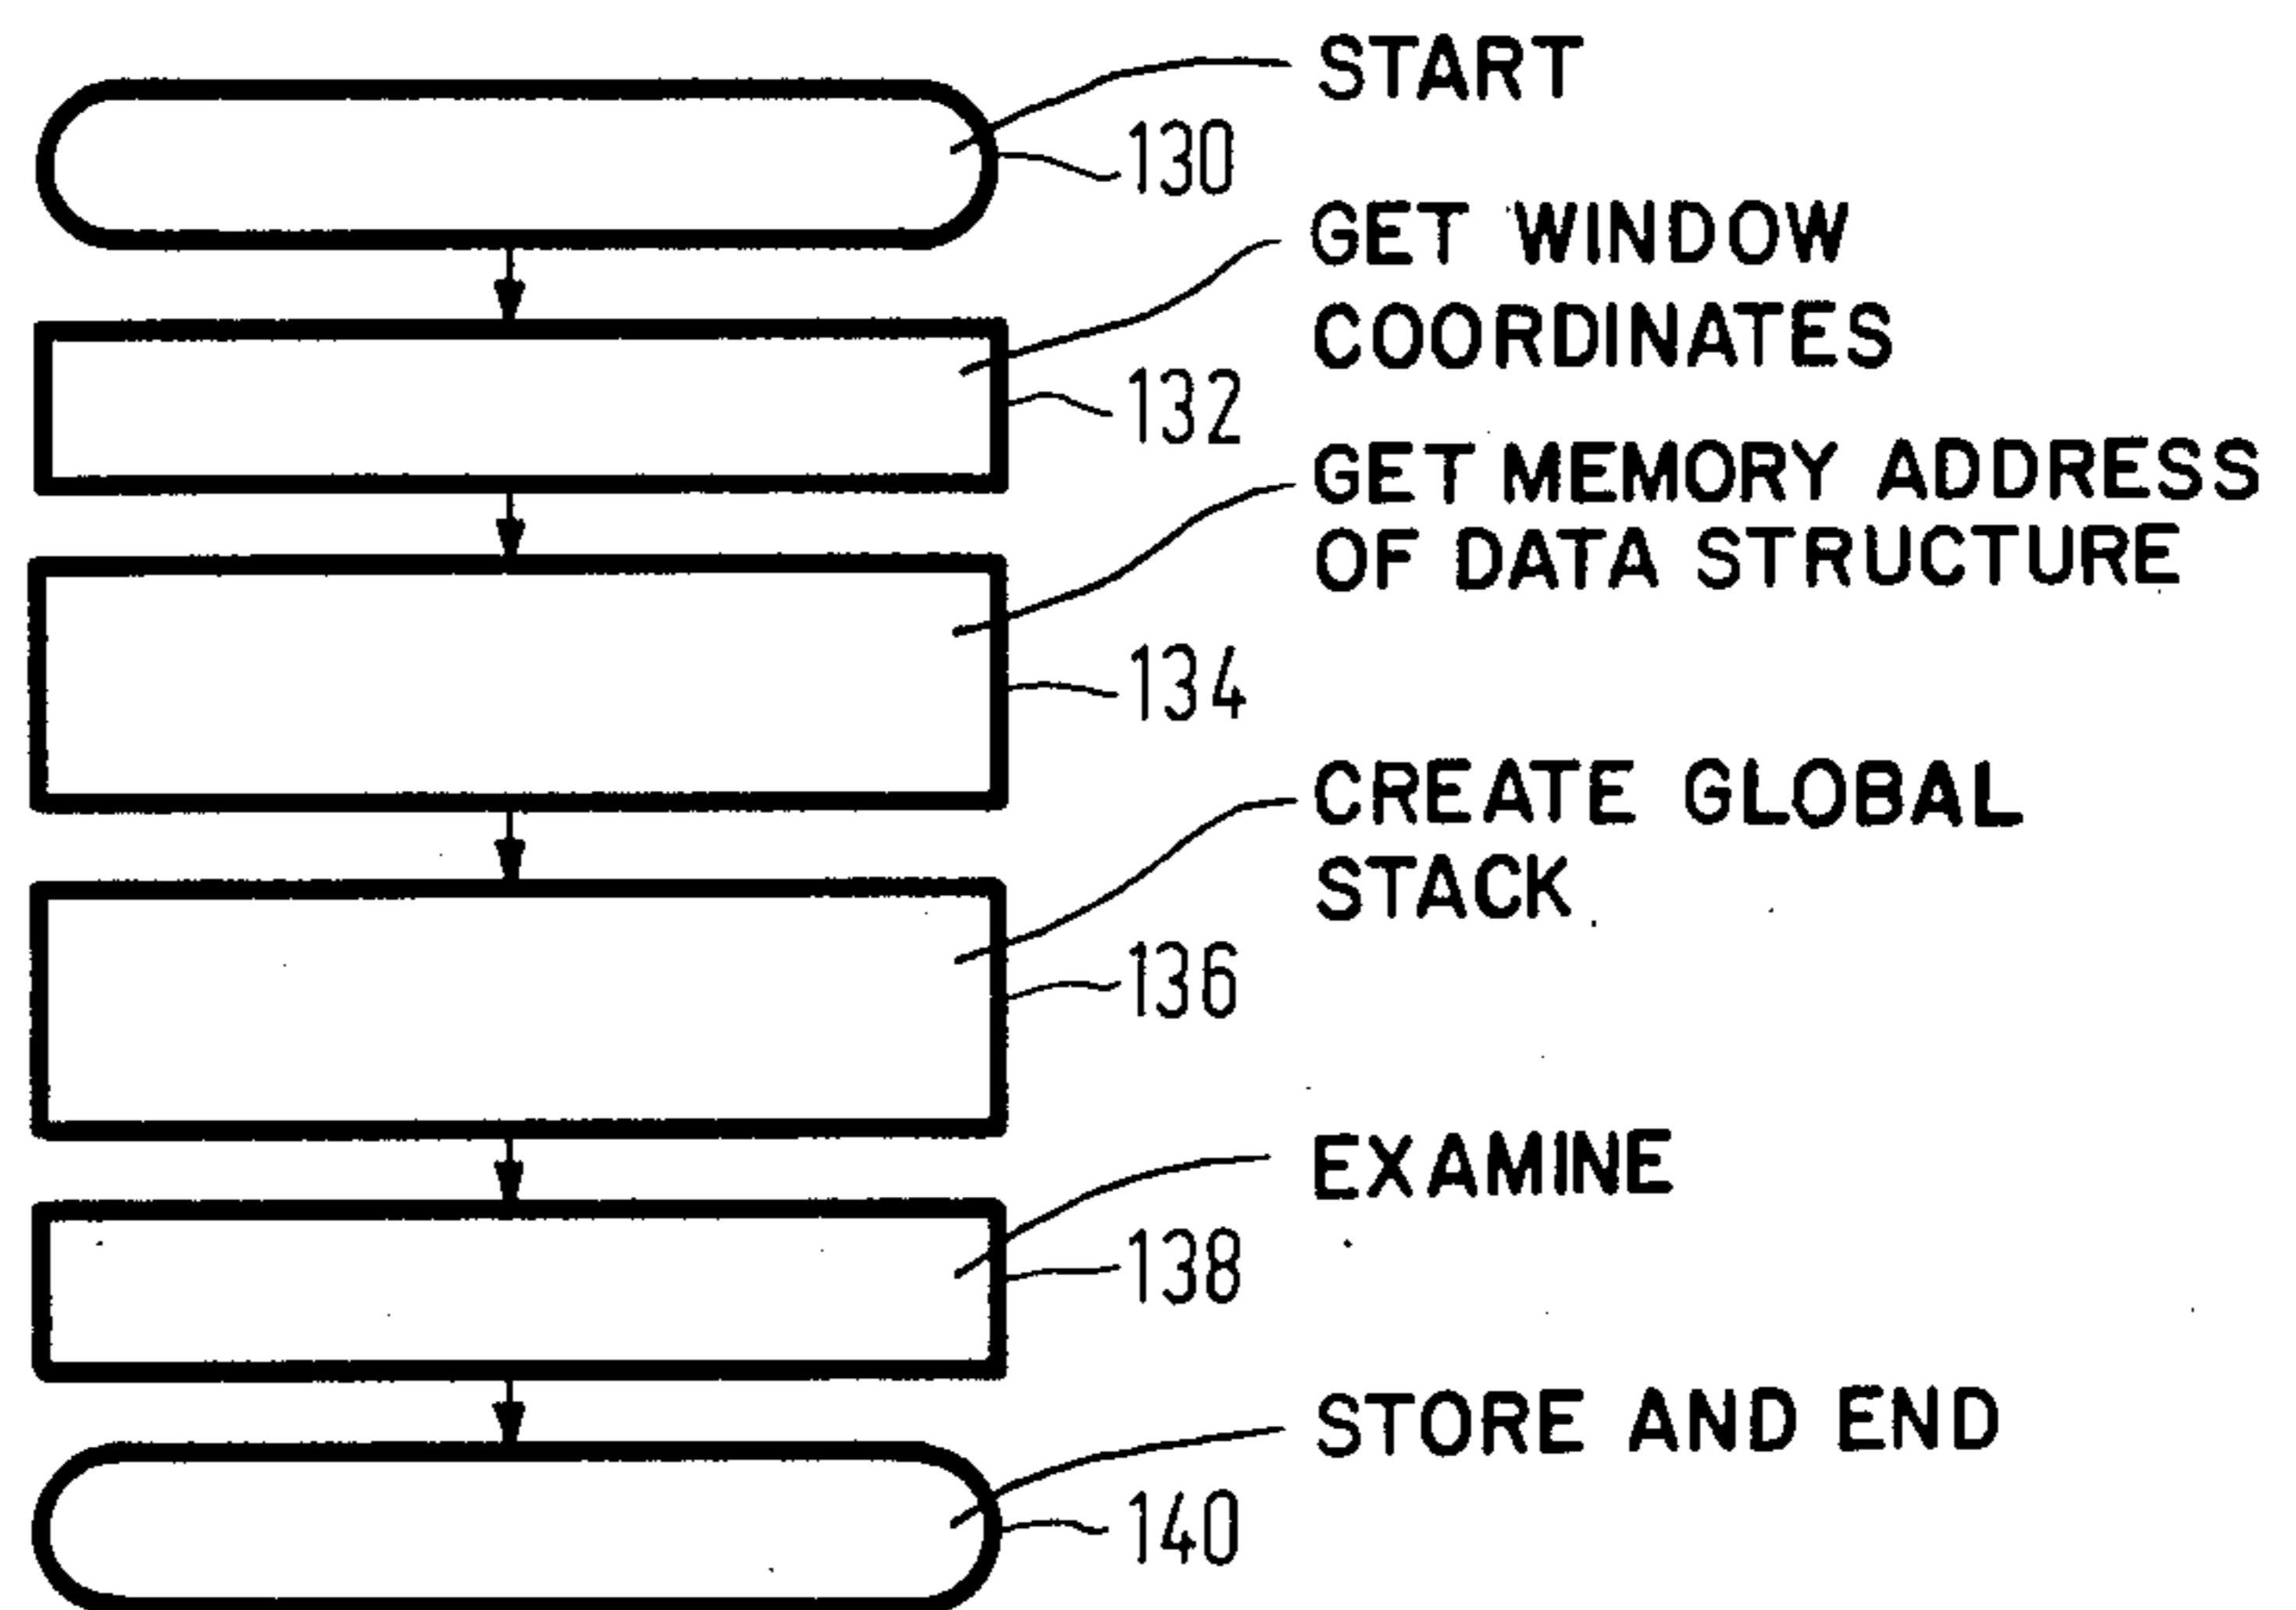 START
130
GET WINDOW
COORDINATES
132
GET MEMORY ADDRESS
OF DATA STRUCTURE
134
CREATE GLOBAL
STACK
136
EXAMINE
138
STORE AND END
140